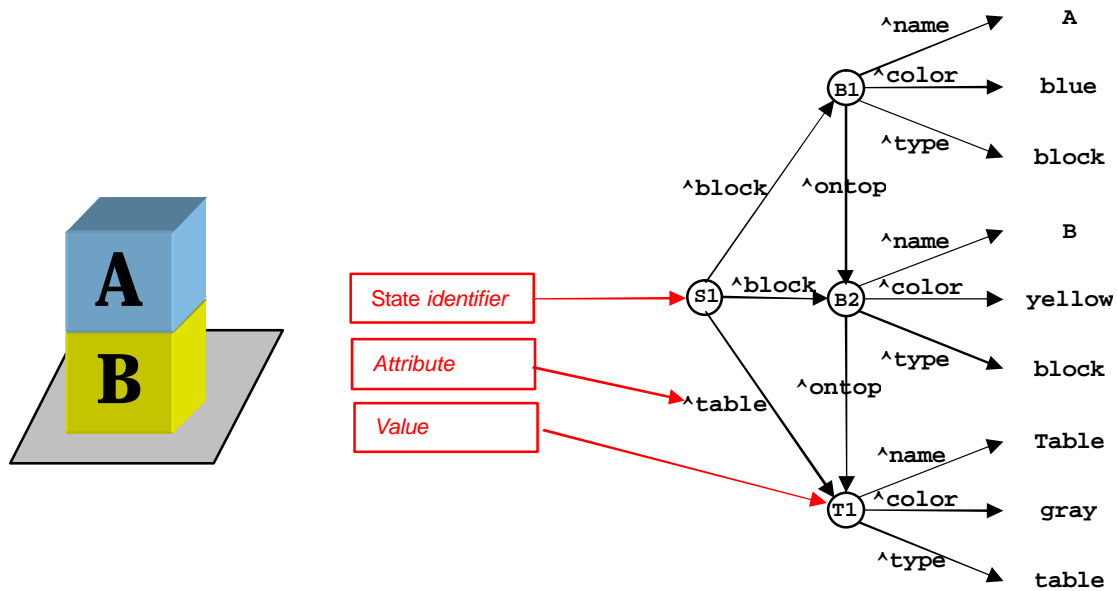 A
B
State identifier
Attribute
Value
S1
^block
^block
^table
B1
^name
A
^color
blue
^type
block
^ontop
B2
^name
B
^color
yellow
^type
block
^ontop
T1
^name
Table
^color
gray
^type
table